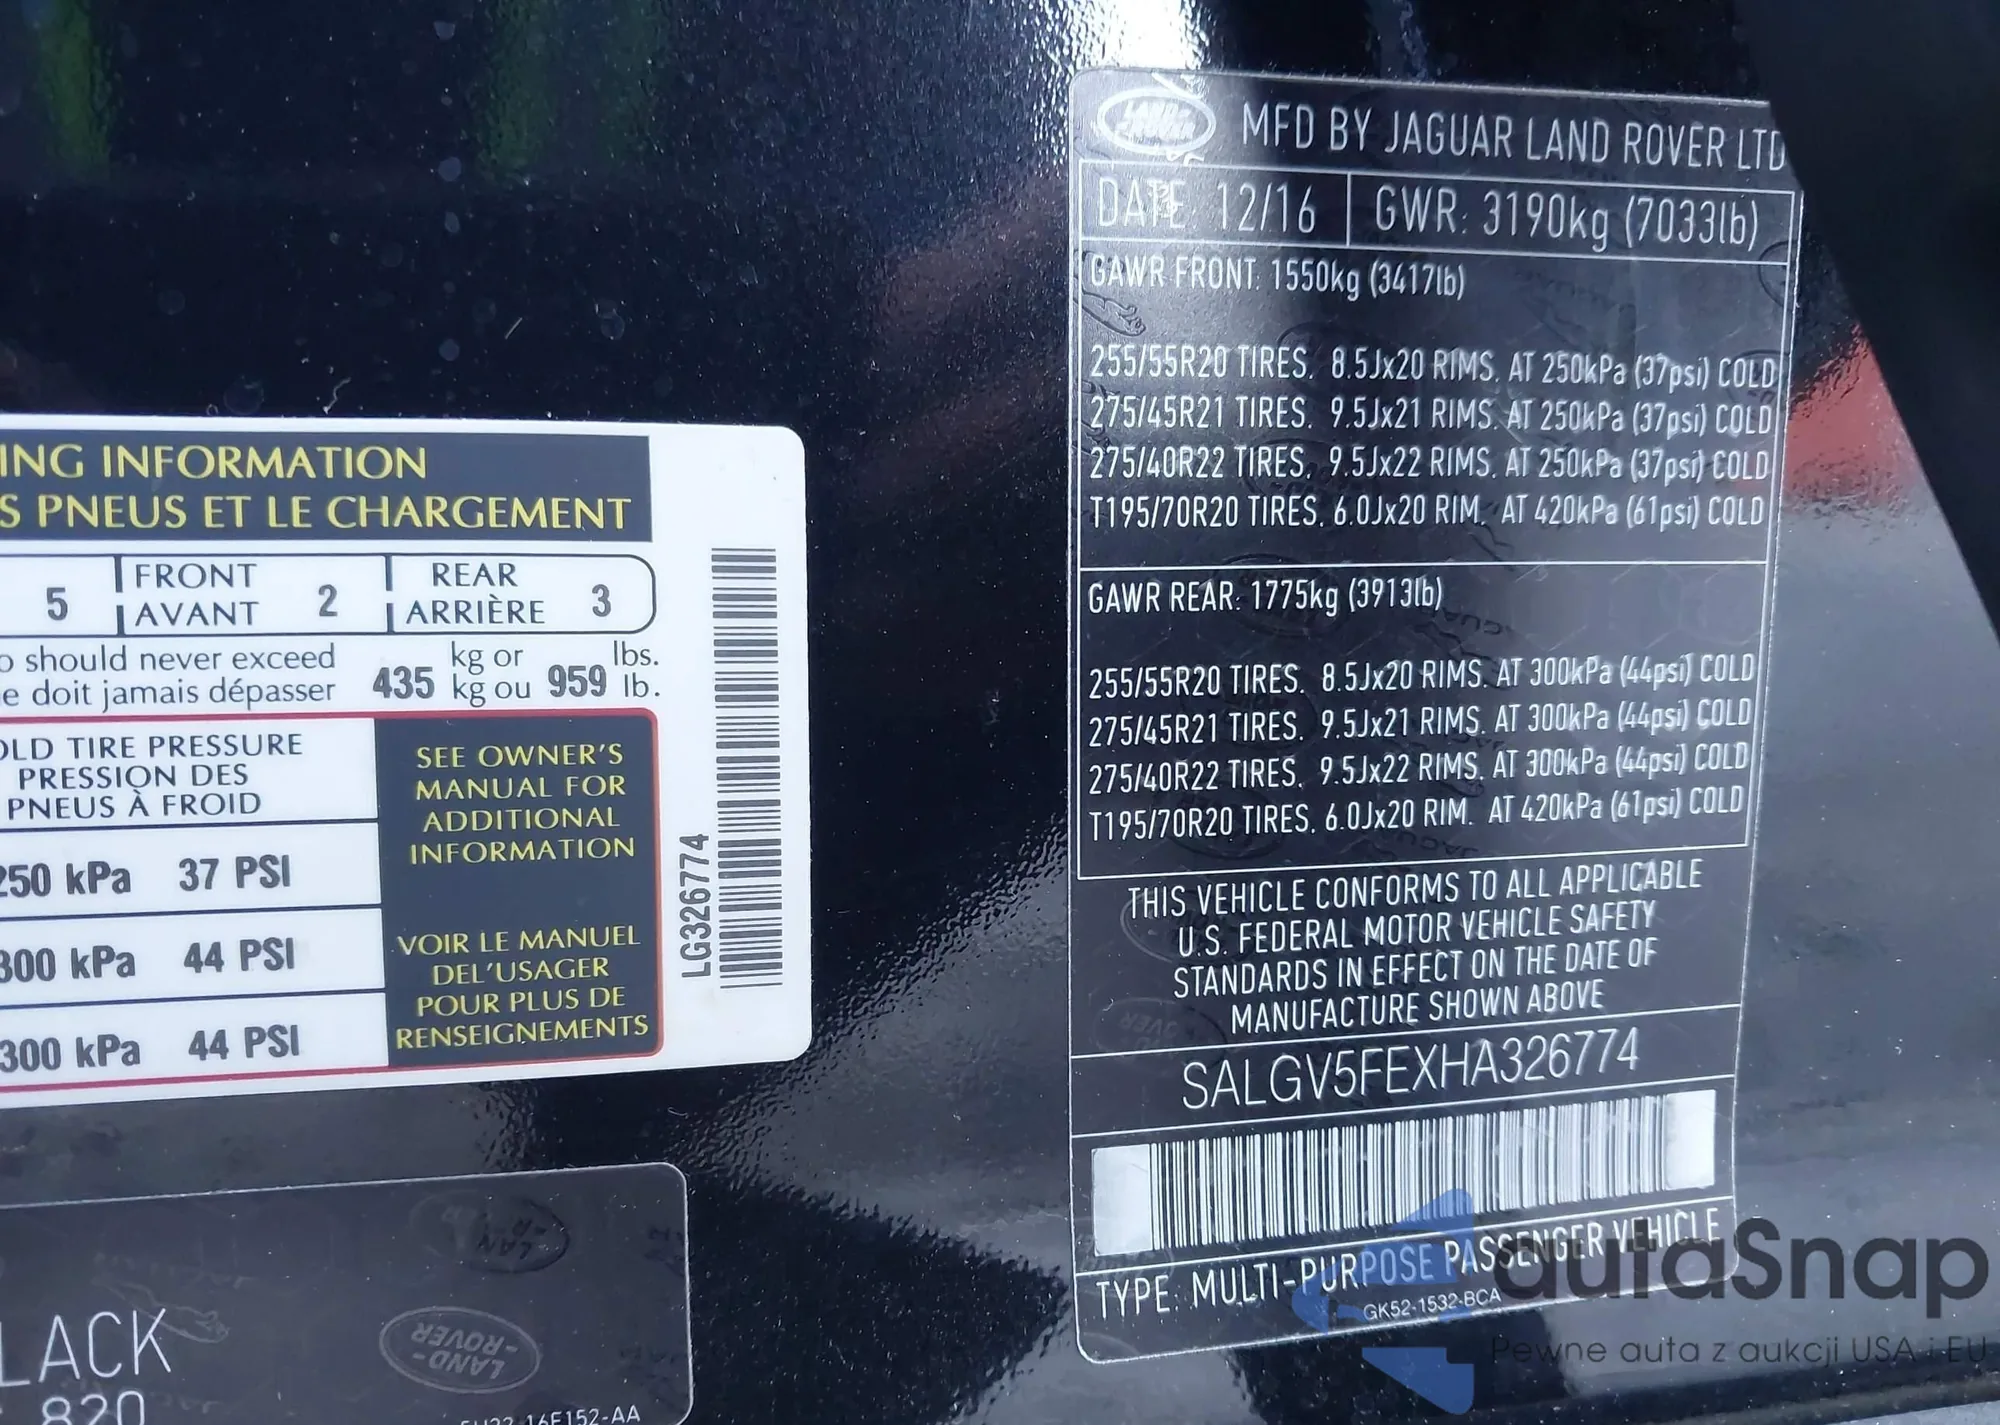 ING INFORMATION
S PNEUS ET LE CHARGEMENT
5 FRONT AVANT 2 REAR ARRIÈRE 3
should never exceed
doit jamais dépasser
435 kg or kg ou 959 lbs. lb.
OLD TIRE PRESSURE
PRESSION DES
PNEUS À FROID
250 kPa 37 PSI
300 kPa 44 PSI
300 kPa 44 PSI
SEE OWNER'S
MANUAL FOR
ADDITIONAL
INFORMATION
VOIR LE MANUEL
DEL'USAGER
POUR PLUS DE
RENSEIGNEMENTS
LG326774
LACK
820
16E152-AA
LAND-
-ROVER
LAND-
-ROVER
MFD BY JAGUAR LAND ROVER LTD
DATE: 12/16 GWR: 3190kg (7033lb)
GAWR FRONT: 1550kg (3417lb)
255/55R20 TIRES. 8.5Jx20 RIMS. AT 250kPa (37psi) COLD
275/45R21 TIRES. 9.5Jx21 RIMS. AT 250kPa (37psi) COLD
275/40R22 TIRES. 9.5Jx22 RIMS. AT 250kPa (37psi) COLD
T195/70R20 TIRES. 6.0Jx20 RIM. AT 420kPa (61psi) COLD
GAWR REAR: 1775kg (3913lb)
255/55R20 TIRES. 8.5Jx20 RIMS. AT 300kPa (44psi) COLD
275/45R21 TIRES. 9.5Jx21 RIMS. AT 300kPa (44psi) COLD
275/40R22 TIRES. 9.5Jx22 RIMS. AT 300kPa (44psi) COLD
T195/70R20 TIRES. 6.0Jx20 RIM. AT 420kPa (61psi) COLD
THIS VEHICLE CONFORMS TO ALL APPLICABLE
U.S. FEDERAL MOTOR VEHICLE SAFETY
STANDARDS IN EFFECT ON THE DATE OF
MANUFACTURE SHOWN ABOVE
SALGV5FEXHA326774
TYPE: MULTI-PURPOSE PASSENGER VEHICLE
GK52-1532-BCA
autaSnap
Pewne auta z aukcji USA i EU